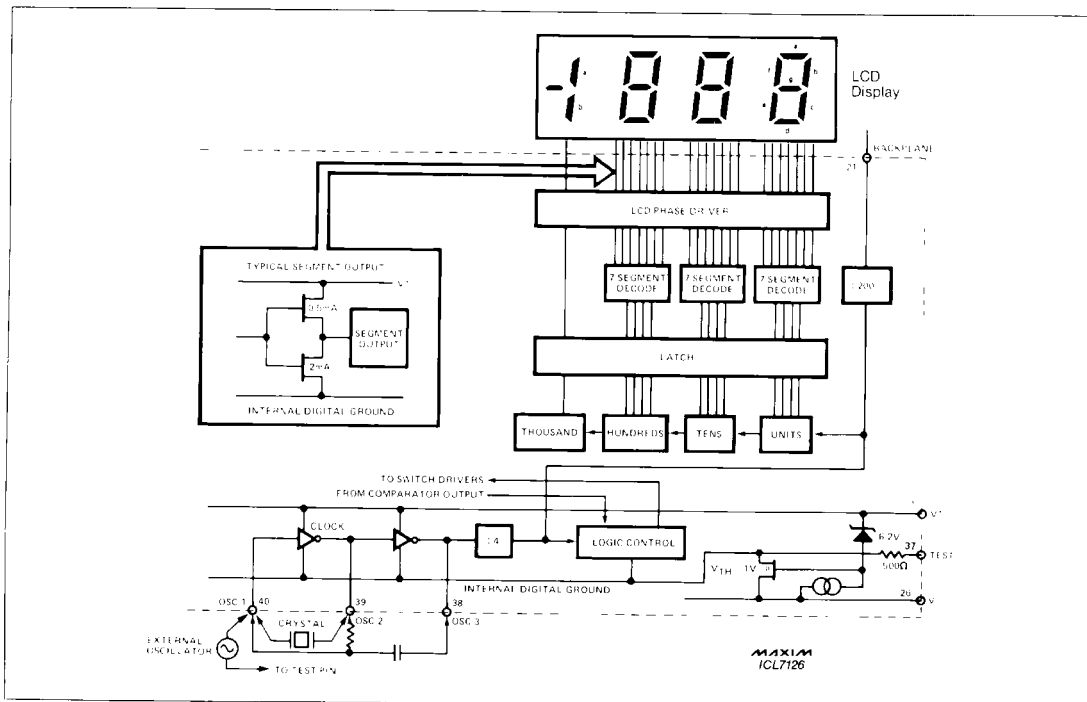 LCD
Display
a
b
a
f
b
g
e
c
d
BACKPLANE
21
LCD PHASE DRIVER
TYPICAL SEGMENT OUTPUT
V+
0.5mA
SEGMENT
OUTPUT
2mA
INTERNAL DIGITAL GROUND
7 SEGMENT
DECODE
7 SEGMENT
DECODE
7 SEGMENT
DECODE
÷200
LATCH
THOUSAND
HUNDREDS
TENS
UNITS
TO SWITCH DRIVERS
FROM COMPARATOR OUTPUT
CLOCK
÷4
LOGIC CONTROL
V+
6.2V
37
TEST
500Ω
VTH
1V
INTERNAL DIGITAL GROUND
26
V
OSC 1
40
39
OSC 2
38
OSC 3
CRYSTAL
EXTERNAL
OSCILLATOR
TO TEST PIN
MAXIM
ICL7126